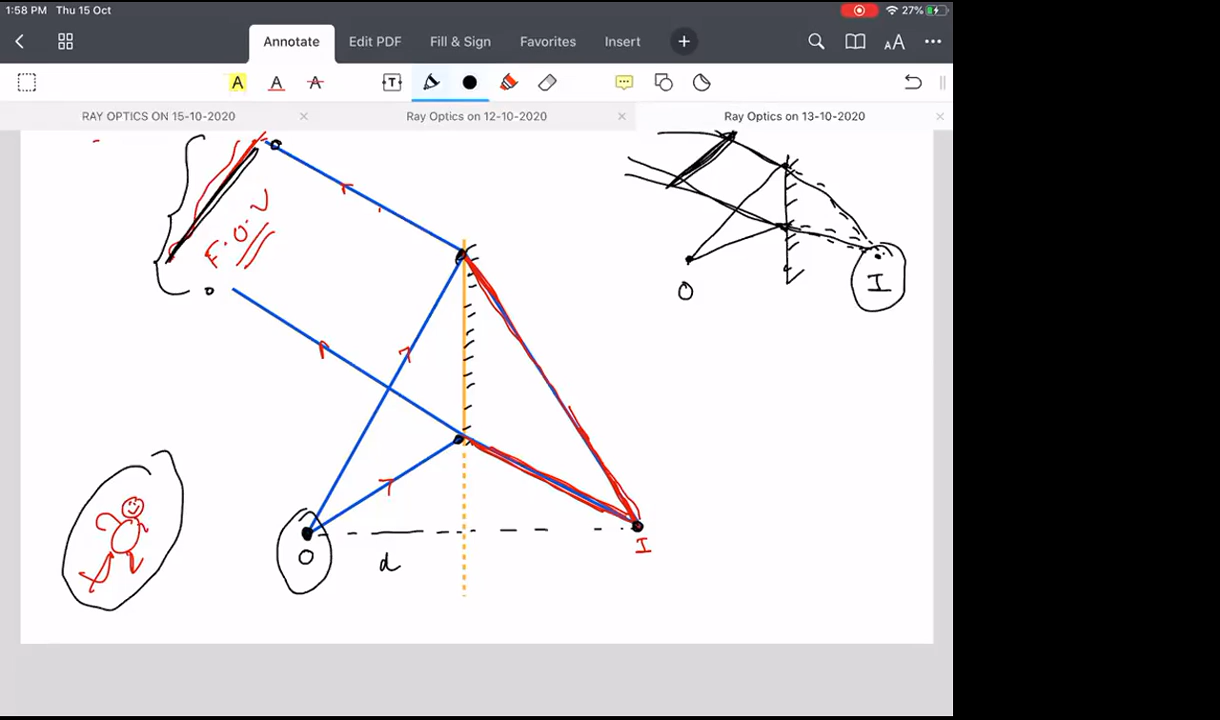 1:58 PM Thu 15 Oct
27%
Annotate
Edit PDF
Fill & Sign
Favorites
Insert
AA
A
A
A
T
RAY OPTICS ON 15-10-2020
Ray Optics on 12-10-2020
Ray Optics on 13-10-2020
F.O.V
O
I
O
d
I